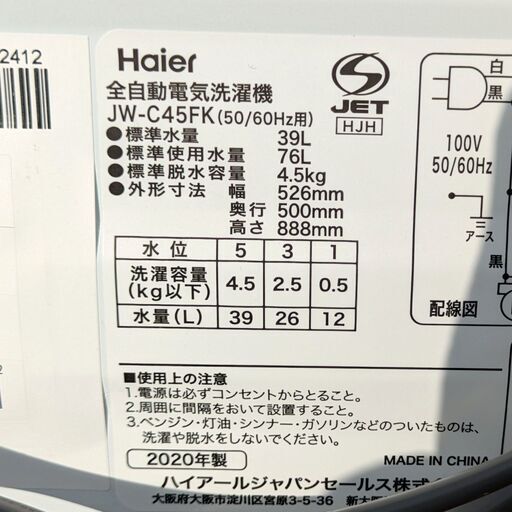 2412
Haier
全自動電気洗濯機
JW-C45FK(50/60Hz用)
●標準水量 39L
●標準使用水量 76L
●標準脱水容量 4.5kg
●外形寸法 幅 526mm
奥行 500mm
高さ 888mm
S
JET
HJH
白
黒
100V
50/60Hz
アース
黒
配線図
水位 5 3 1
洗濯容量(kg以下) 4.5 2.5 0.5
水量(L) 39 26 12
■使用上の注意
1.電源は必ずコンセントからとること。
2.周囲に間隔をおいて設置すること。
3.ベンジン・灯油・シンナー・ガソリンなどのついたものは、
洗濯や脱水をしないでください。
2020年製
MADE IN CHINA
ハイアールジャパンセールス株式
大阪府大阪市淀川区宮原3-5-36 新大